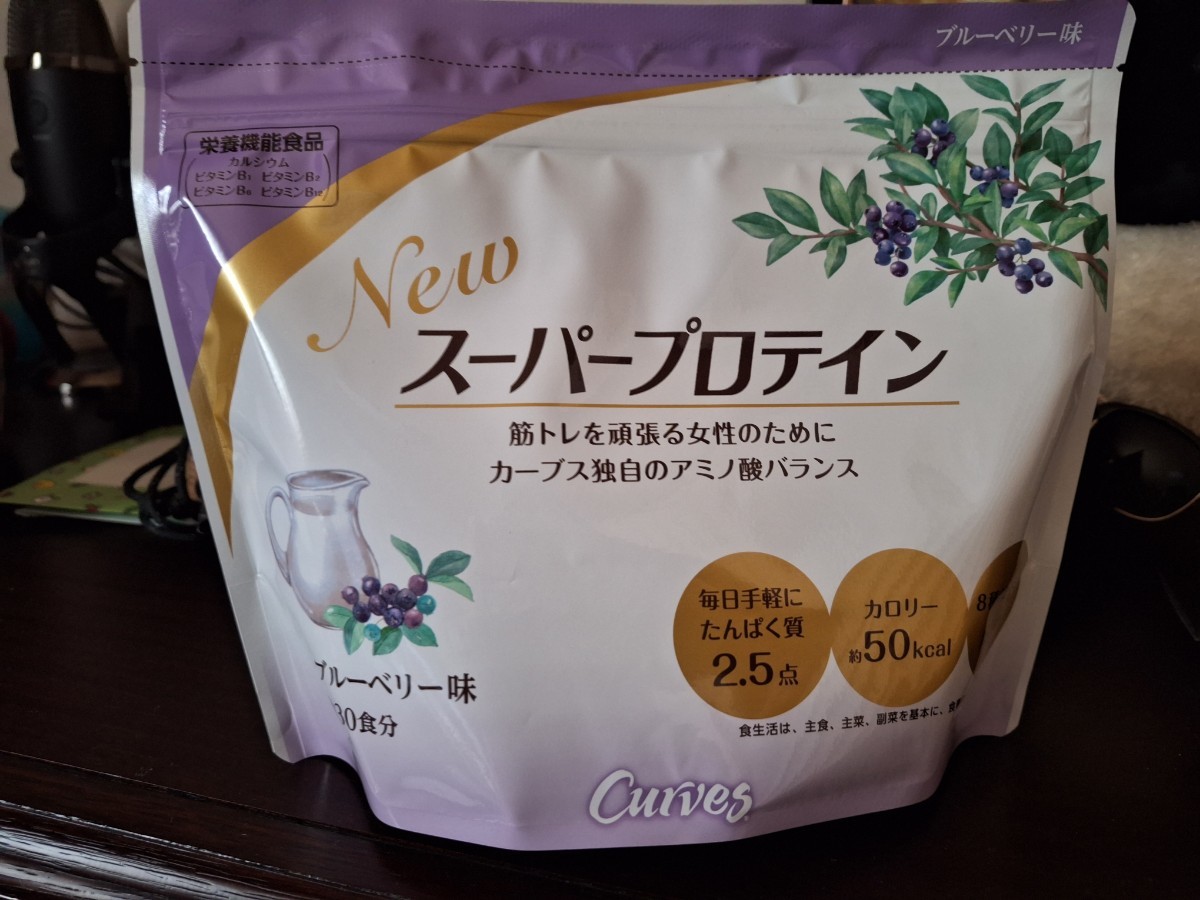 ブルーベリー味
栄養機能食品
カルシウム
ビタミンB1 ビタミンB2
ビタミンB6 ビタミンB12
New
スーパープロテイン
筋トレを頑張る女性のために
カーブス独自のアミノ酸バランス
毎日手軽に
たんぱく質
2.5点
カロリー
約50kcal
8種
ブルーベリー味
30食分
食生活は、主食、主菜、副菜を基本に、食事
Curves